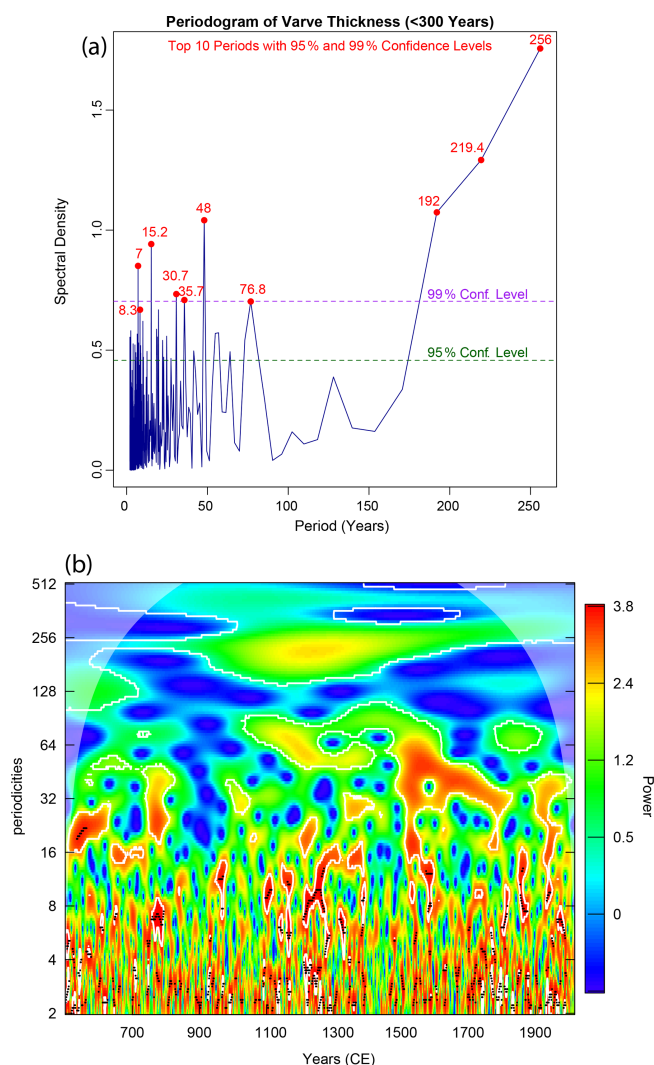 Periodogram of Varve Thickness (<300 Years)
(a)
Top 10 Periods with 95% and 99% Confidence Levels
256
219.4
192
48
15.2
7
30.7
35.7
8.3
76.8
99% Conf. Level
95% Conf. Level
Spectral Density
1.5
1.0
0.5
0.0
0 50 100 150 200 250
Period (Years)
(b)
periodicities
512
256
128
64
32
16
8
4
2
700 900 1100 1300 1500 1700 1900
Years (CE)
3.8
2.4
1.2
0.5
0
Power